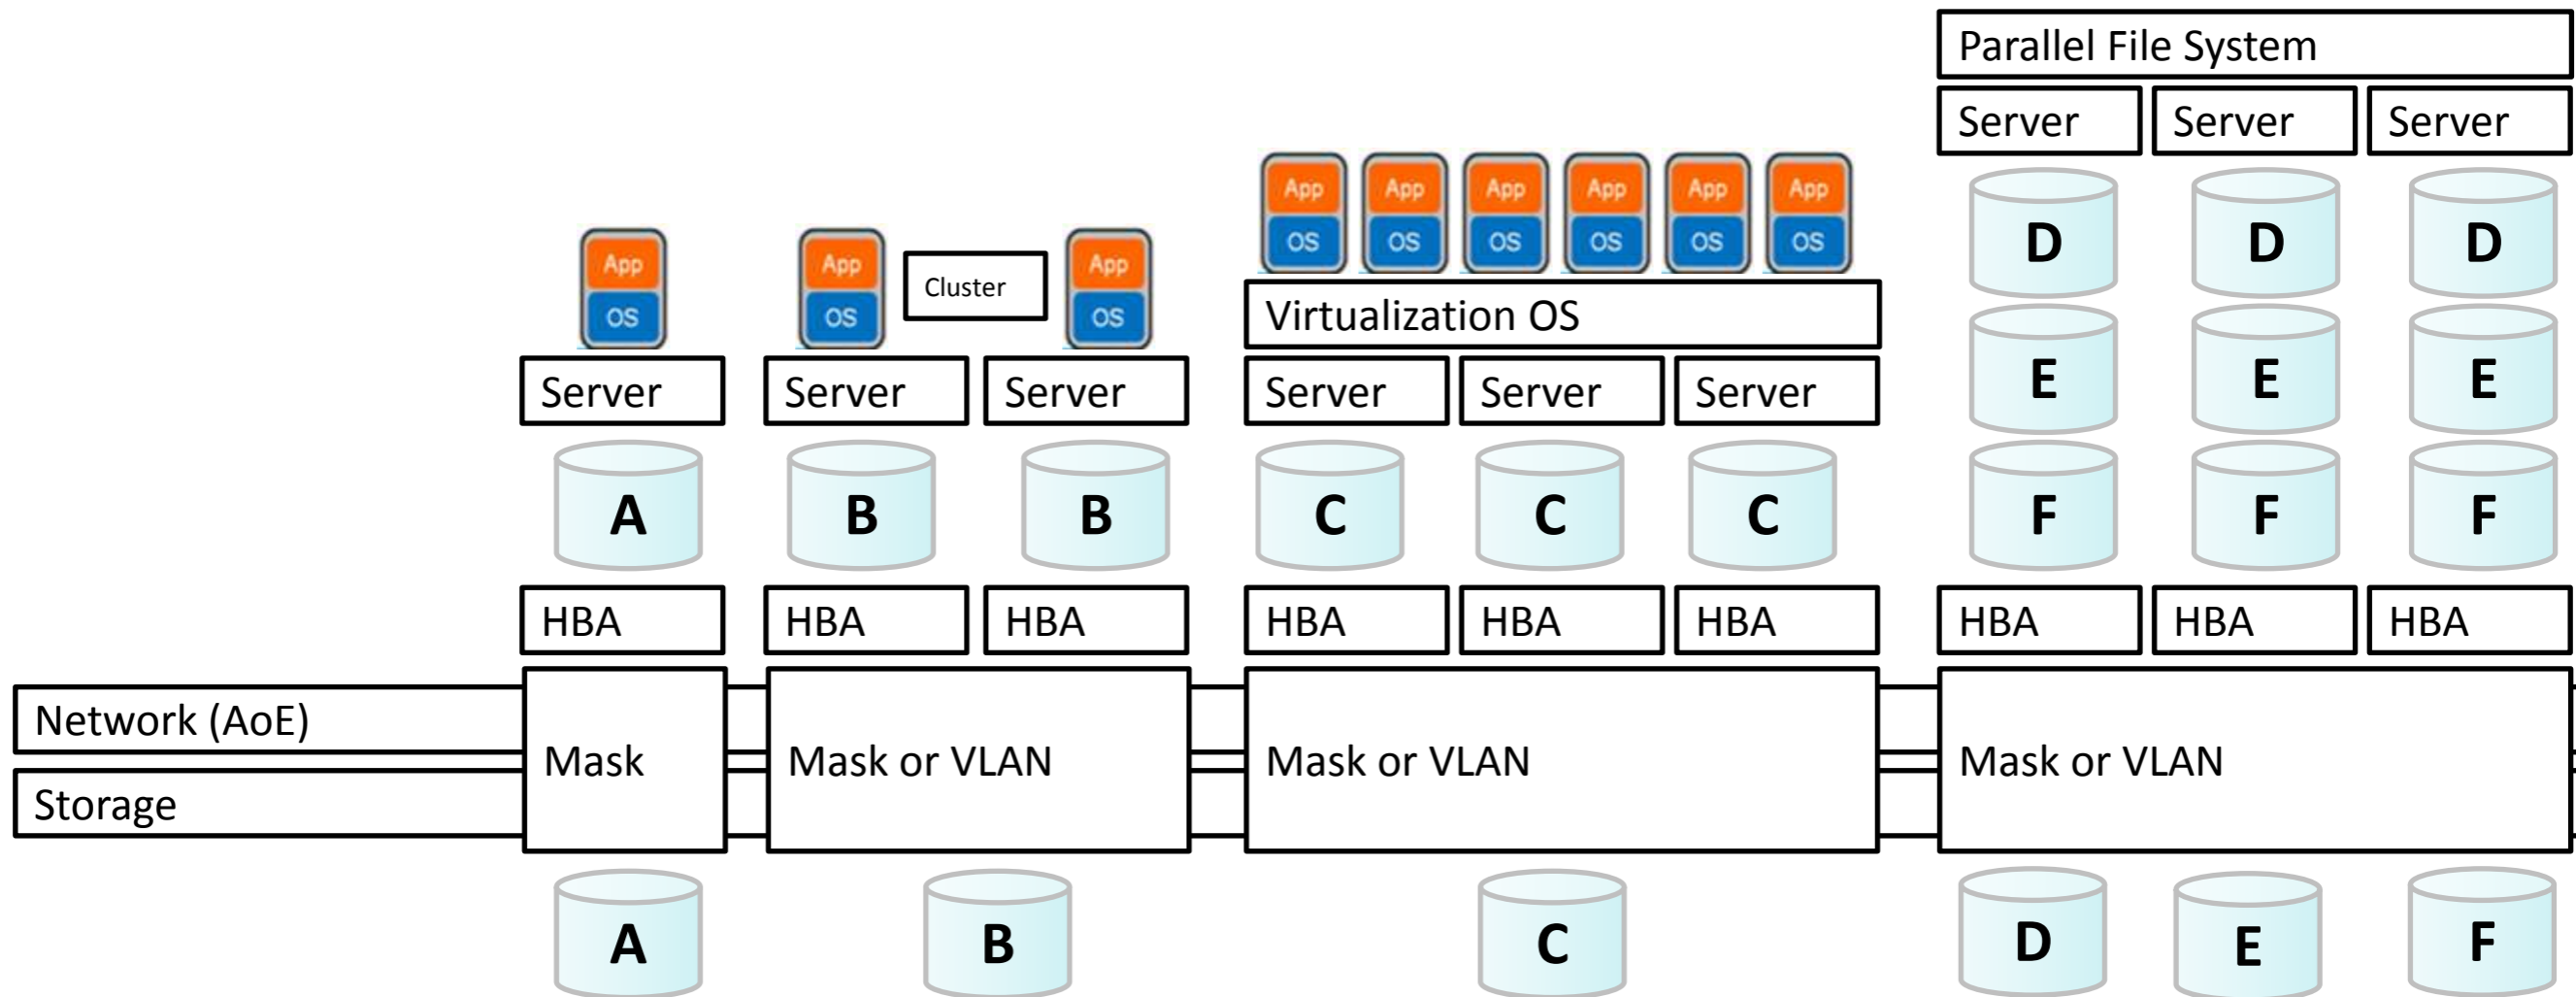 Parallel File System
Server Server Server
App App App App App App
OS OS OS OS OS OS
D D D
App App Cluster App
OS OS OS
Virtualization OS
E E E
Server Server Server Server Server Server
A B B C C C F F F
HBA HBA HBA HBA HBA HBA HBA HBA HBA
Network (AoE)
Mask Mask or VLAN Mask or VLAN Mask or VLAN
Storage
A B C D E F